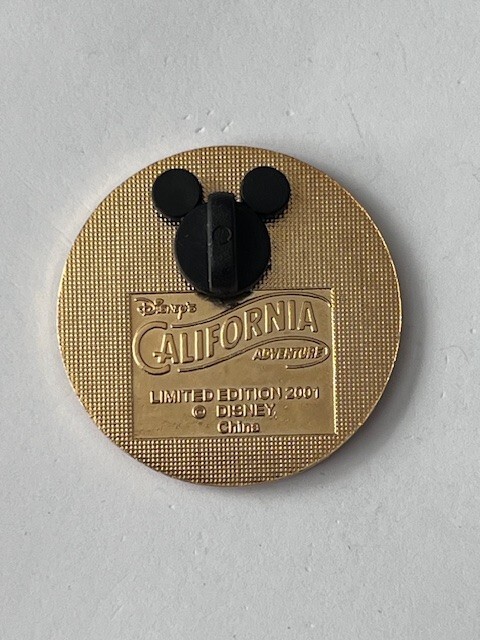 Disney's
CALIFORNIA
ADVENTURE
LIMITED EDITION 2001
© DISNEY.
China